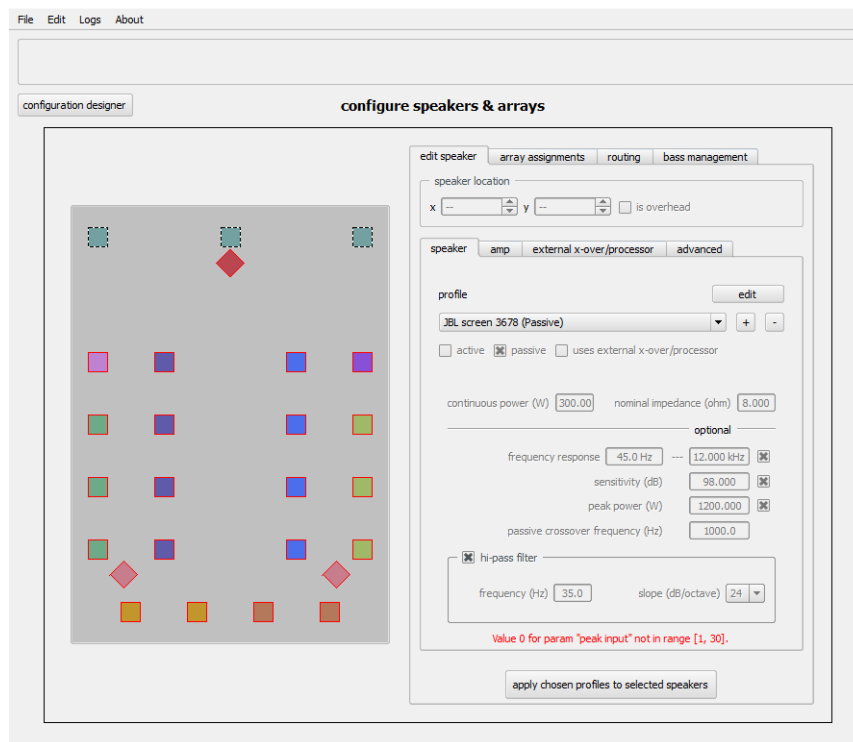 File Edit Logs About
configuration designer
configure speakers & arrays
edit speaker array assignments routing bass management
speaker location
x -- y -- is overhead
speaker amp external x-over/processor advanced
profile edit
JBL screen 3678 (Passive) + -
active passive uses external x-over/processor
continuous power (W) 300.00 nominal impedance (ohm) 8.000
optional
frequency response 45.0 Hz --- 12.000 kHz
sensitivity (dB) 98.000
peak power (W) 1200.000
passive crossover frequency (Hz) 1000.0
hi-pass filter
frequency (Hz) 35.0 slope (dB/octave) 24
Value 0 for param "peak input" not in range [1, 30].
apply chosen profiles to selected speakers